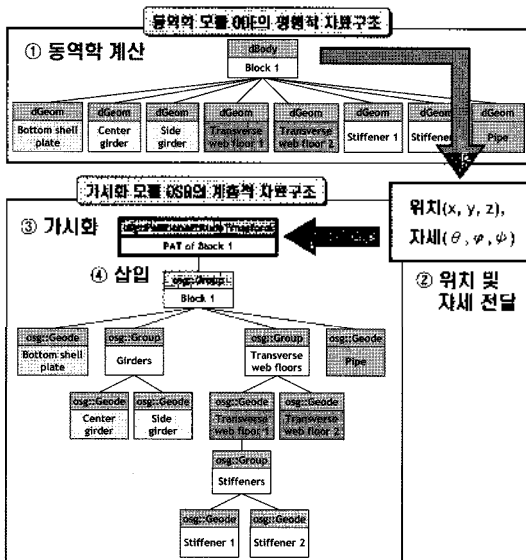 동역학 모듈 ODE의 평형적 자료구조
① 동역학 계산
dBody
Block 1
dGeom dGeom dGeom dGeom dGeom dGeom dGeom dGeom
Bottom shell plate
Center girder
Side girder
Transverse web floor 1
Transverse web floor 2
Stiffener 1
Stiffener
Pipe
가시화 모듈 OSG의 계층적 자료구조
위치(x, y, z),
자세(θ, φ, ψ)
② 위치 및
자세 전달
③ 가시화
PAT of Block 1
④ 삽입
osg::Group
Block 1
osg::Geode
Bottom shell plate
osg::Group
Girders
osg::Group
Transverse web floors
osg::Geode
Pipe
osg::Geode
Center girder
osg::Geode
Side girder
osg::Geode
Transverse web floor 1
osg::Geode
Transverse web floor 2
osg::Group
Stiffeners
osg::Geode
Stiffener 1
osg::Geode
Stiffener 2